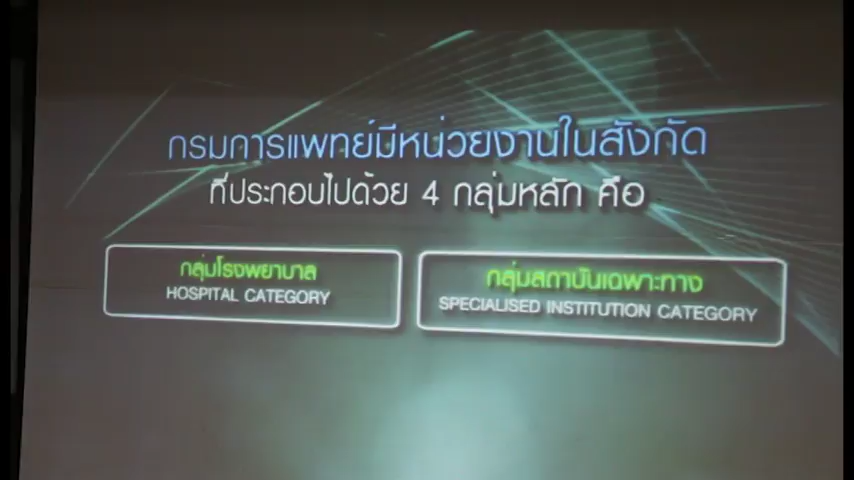 กรมการแพทย์มีหน่วยงานในสังกัด
ที่ประกอบไปด้วย 4 กลุ่มหลัก คือ
กลุ่มโรงพยาบาล
HOSPITAL CATEGORY
กลุ่มสถาบันเฉพาะทาง
SPECIALISED INSTITUTION CATEGORY